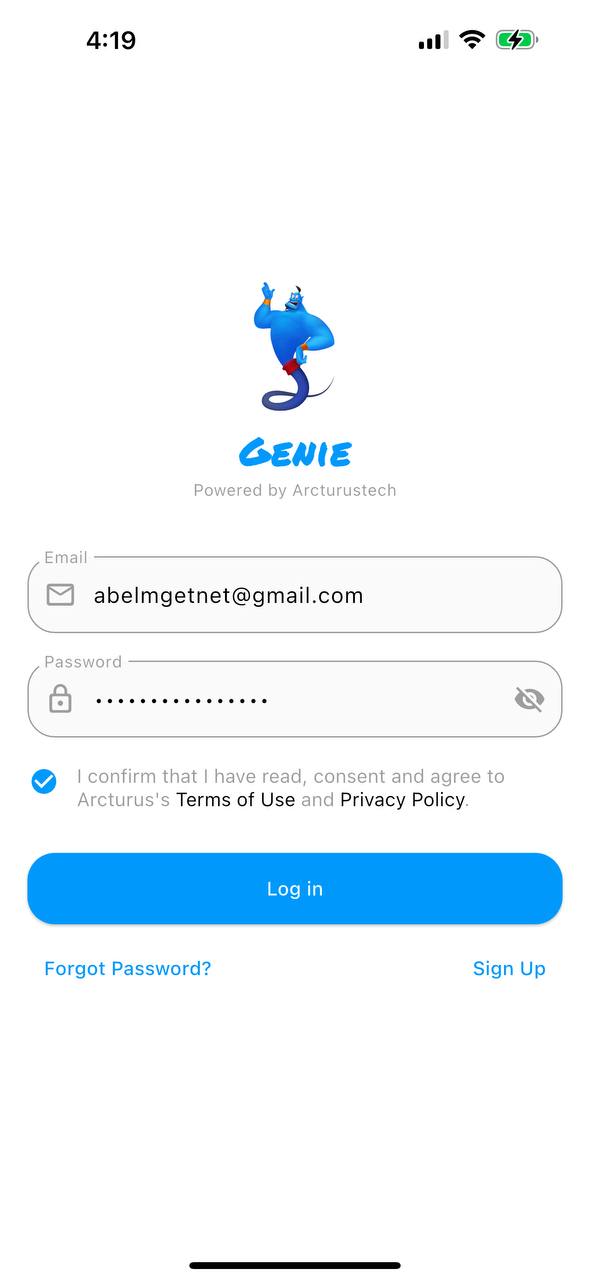 4:19
GENIE
Powered by Arcturustech
Email
abelmgetnet@gmail.com
Password
••••••••••••••••
I confirm that I have read, consent and agree to
Arcturus's Terms of Use and Privacy Policy.
Log in
Forgot Password? Sign Up